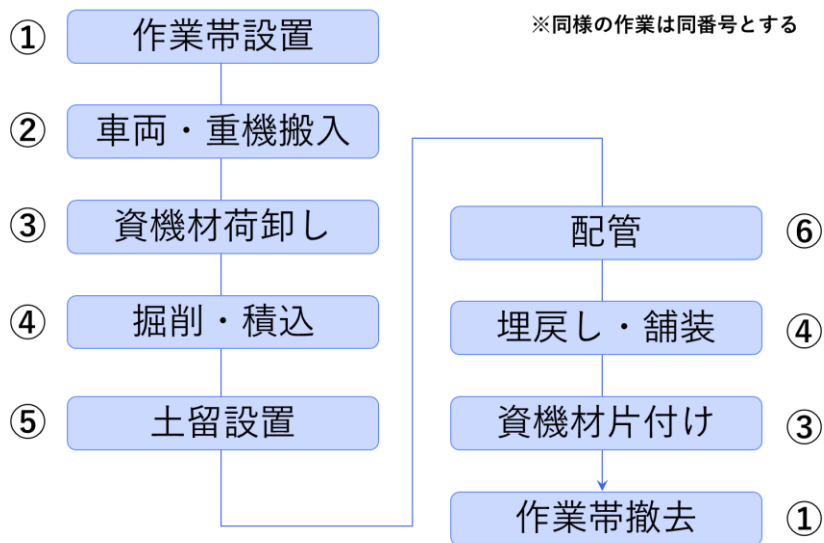 ※同様の作業は同番号とする
① 作業帯設置
② 車両・重機搬入
③ 資機材荷卸し
④ 掘削・積込
⑤ 土留設置
配管 ⑥
埋戻し・舗装 ④
資機材片付け ③
作業帯撤去 ①